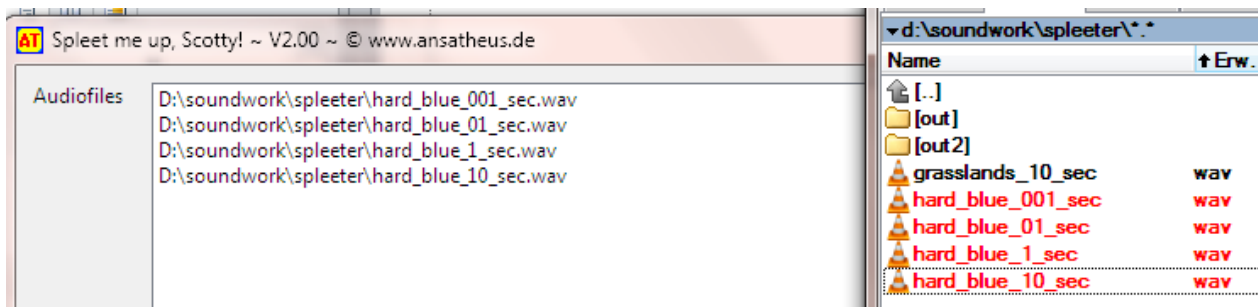 AT Spleet me up, Scotty! ~ V2.00 ~ © www.ansatheus.de
Audiofiles
D:\soundwork\spleeter\hard_blue_001_sec.wav
D:\soundwork\spleeter\hard_blue_01_sec.wav
D:\soundwork\spleeter\hard_blue_1_sec.wav
D:\soundwork\spleeter\hard_blue_10_sec.wav
d:\soundwork\spleeter\*.*
Name Erw.
[..]
[out]
[out2]
grasslands_10_sec wav
hard_blue_001_sec wav
hard_blue_01_sec wav
hard_blue_1_sec wav
hard_blue_10_sec wav